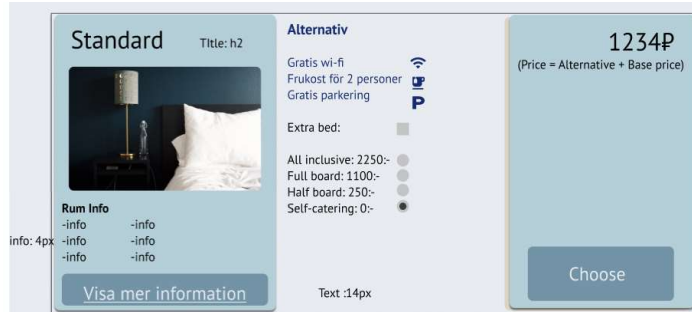 Standard
TItle: h2
Rum Info
-info -info
-info -info
-info -info
info: 4px
Visa mer information
Alternativ
Gratis wi-fi
Frukost för 2 personer
Gratis parkering
P
Extra bed:
All inclusive: 2250:-
Full board: 1100:-
Half board: 250:-
Self-catering: 0:-
Text :14px
1234₽
(Price = Alternative + Base price)
Choose